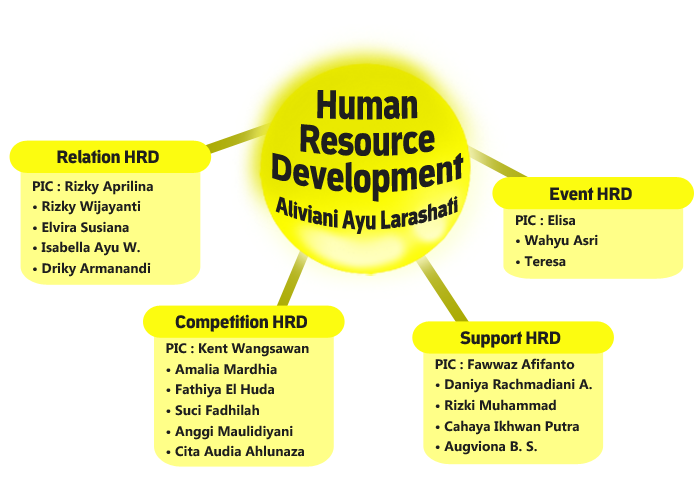 Human
Resource
Development
Aliviani Ayu Larashati
Relation HRD
PIC : Rizky Aprilina
• Rizky Wijayanti
• Elvira Susiana
• Isabella Ayu W.
• Driky Armanandi
Event HRD
PIC : Elisa
• Wahyu Asri
• Teresa
Competition HRD
PIC : Kent Wangsawan
• Amalia Mardhia
• Fathiya El Huda
• Suci Fadhilah
• Anggi Maulidiyani
• Cita Audia Ahlunaza
Support HRD
PIC : Fawwaz Afifanto
• Daniya Rachmadiani A.
• Rizki Muhammad
• Cahaya Ikhwan Putra
• Augviona B. S.